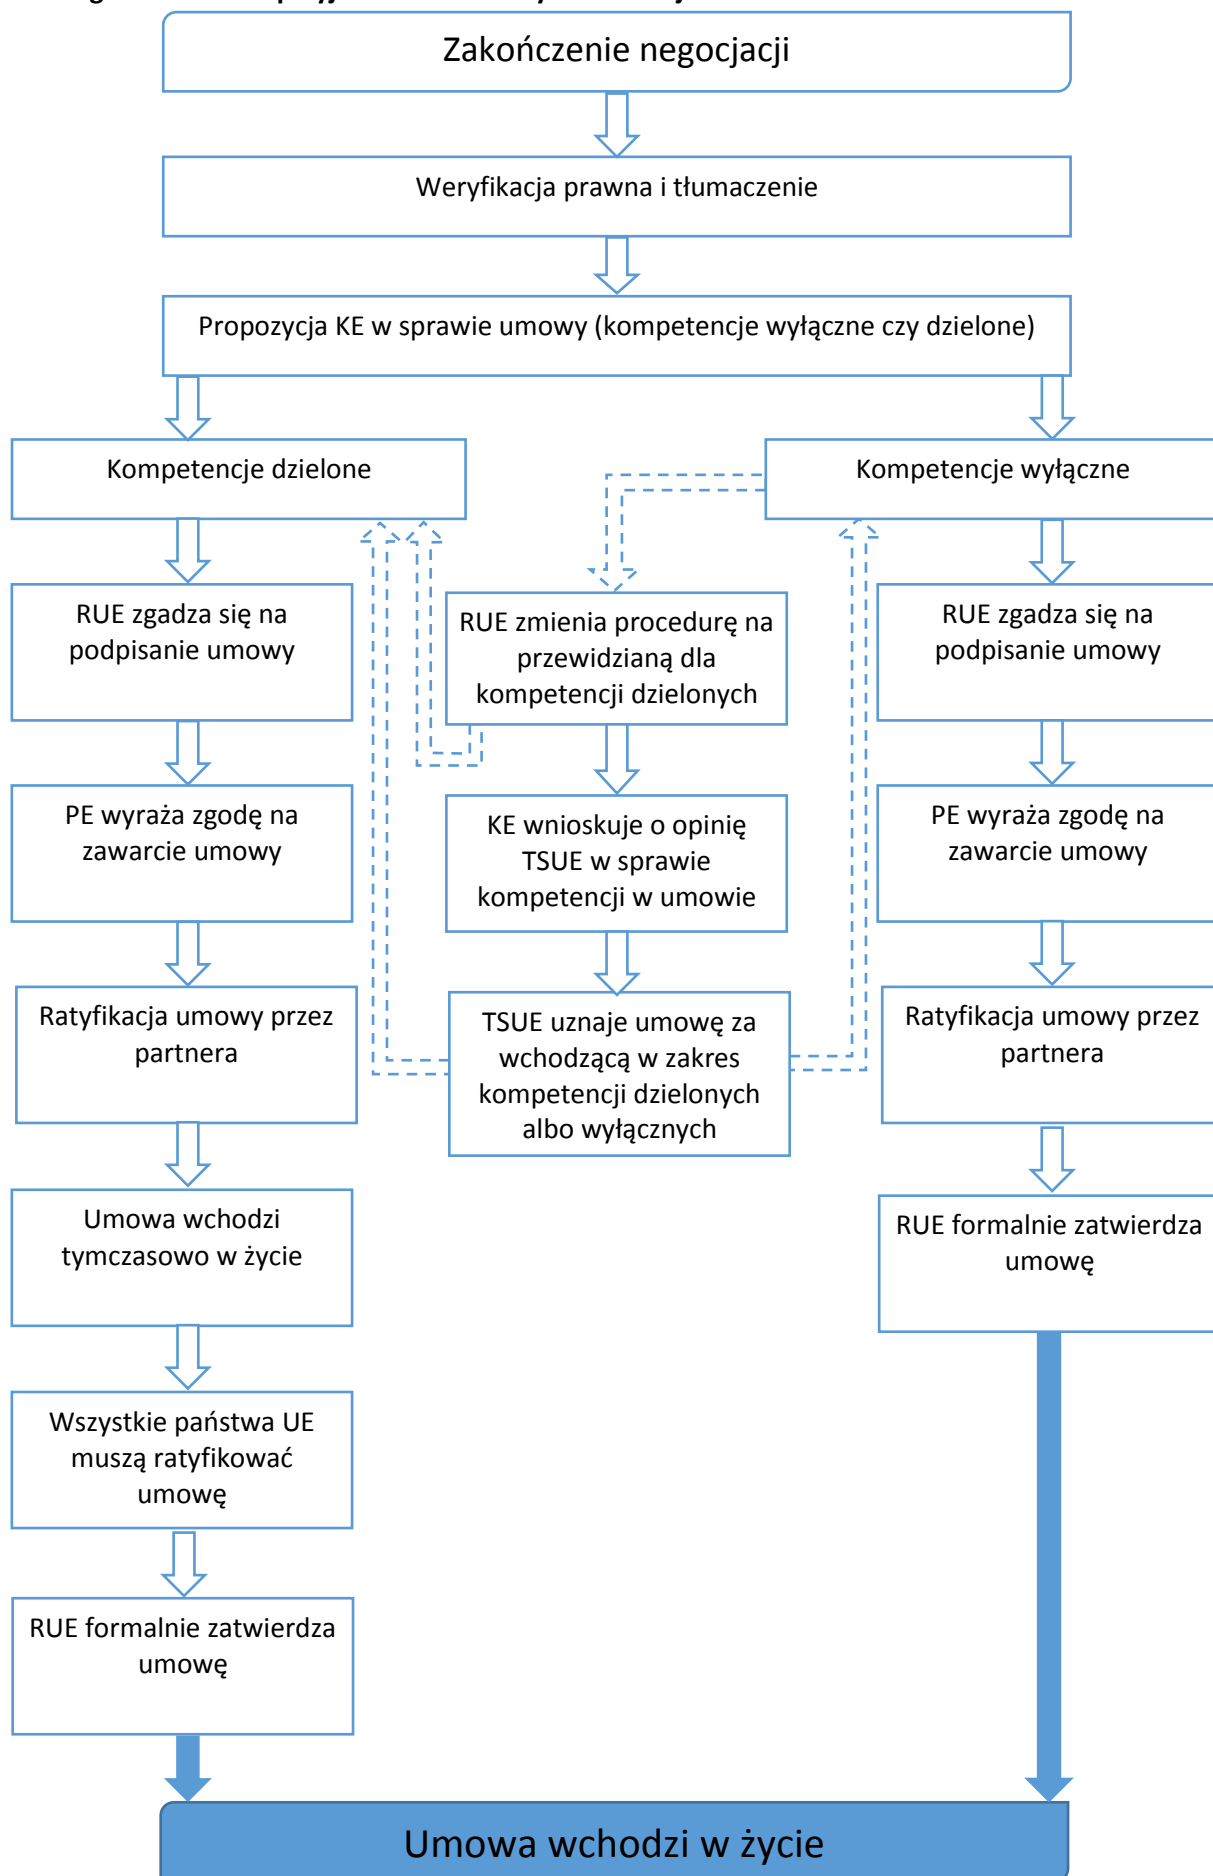 Zakończenie negocjacji
Weryfikacja prawna i tłumaczenie
Propozycja KE w sprawie umowy (kompetencje wyłączne czy dzielone)
Kompetencje dzielone
Kompetencje wyłączne
RUE zgadza się na
podpisanie umowy
RUE zmienia procedurę na
przewidzianą dla
kompetencji dzielonych
RUE zgadza się na
podpisanie umowy
PE wyraża zgodę na
zawarcie umowy
KE wnioskuje o opinię
TSUE w sprawie
kompetencji w umowie
PE wyraża zgodę na
zawarcie umowy
Ratyfikacja umowy przez
partnera
TSUE uznaje umowę za
wchodzącą w zakres
kompetencji dzielonych
albo wyłącznych
Ratyfikacja umowy przez
partnera
Umowa wchodzi
tymczasowo w życie
RUE formalnie zatwierdza
umowę
Wszystkie państwa UE
muszą ratyfikować
umowę
RUE formalnie zatwierdza
umowę
Umowa wchodzi w życie